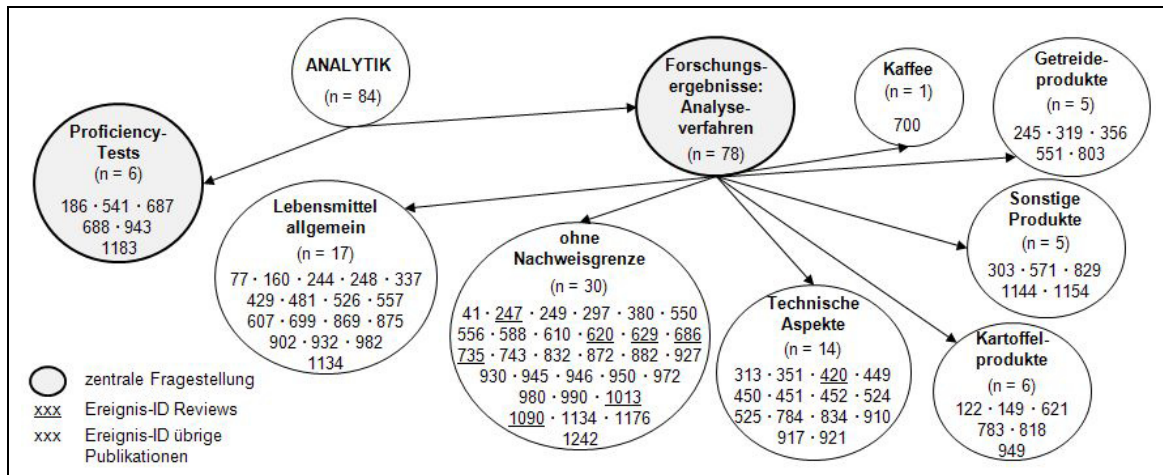 ANALYTIK
(n = 84)
Proficiency-
Tests
(n = 6)
186 · 541 · 687
688 · 943
1183
Forschungs-
ergebnisse:
Analyse-
verfahren
(n = 78)
Kaffee
(n = 1)
700
Getreide-
produkte
(n = 5)
245 · 319 · 356
551 · 803
Lebensmittel
allgemein
(n = 17)
77 · 160 · 244 · 248 · 337
429 · 481 · 526 · 557
607 · 699 · 869 · 875
902 · 932 · 982
1134
ohne
Nachweisgrenze
(n = 30)
41 · 247 · 249 · 297 · 380 · 550
556 · 588 · 610 · 620 · 629 · 686
735 · 743 · 832 · 872 · 882 · 927
930 · 945 · 946 · 950 · 972
980 · 990 · 1013
1090 · 1134 · 1176
1242
Technische
Aspekte
(n = 14)
313 · 351 · 420 · 449
450 · 451 · 452 · 524
525 · 784 · 834 · 910
917 · 921
Sonstige
Produkte
(n = 5)
303 · 571 · 829
1144 · 1154
Kartoffel-
produkte
(n = 6)
122 · 149 · 621
783 · 818
949
zentrale Fragestellung
xxx Ereignis-ID Reviews
xxx Ereignis-ID übrige
Publikationen